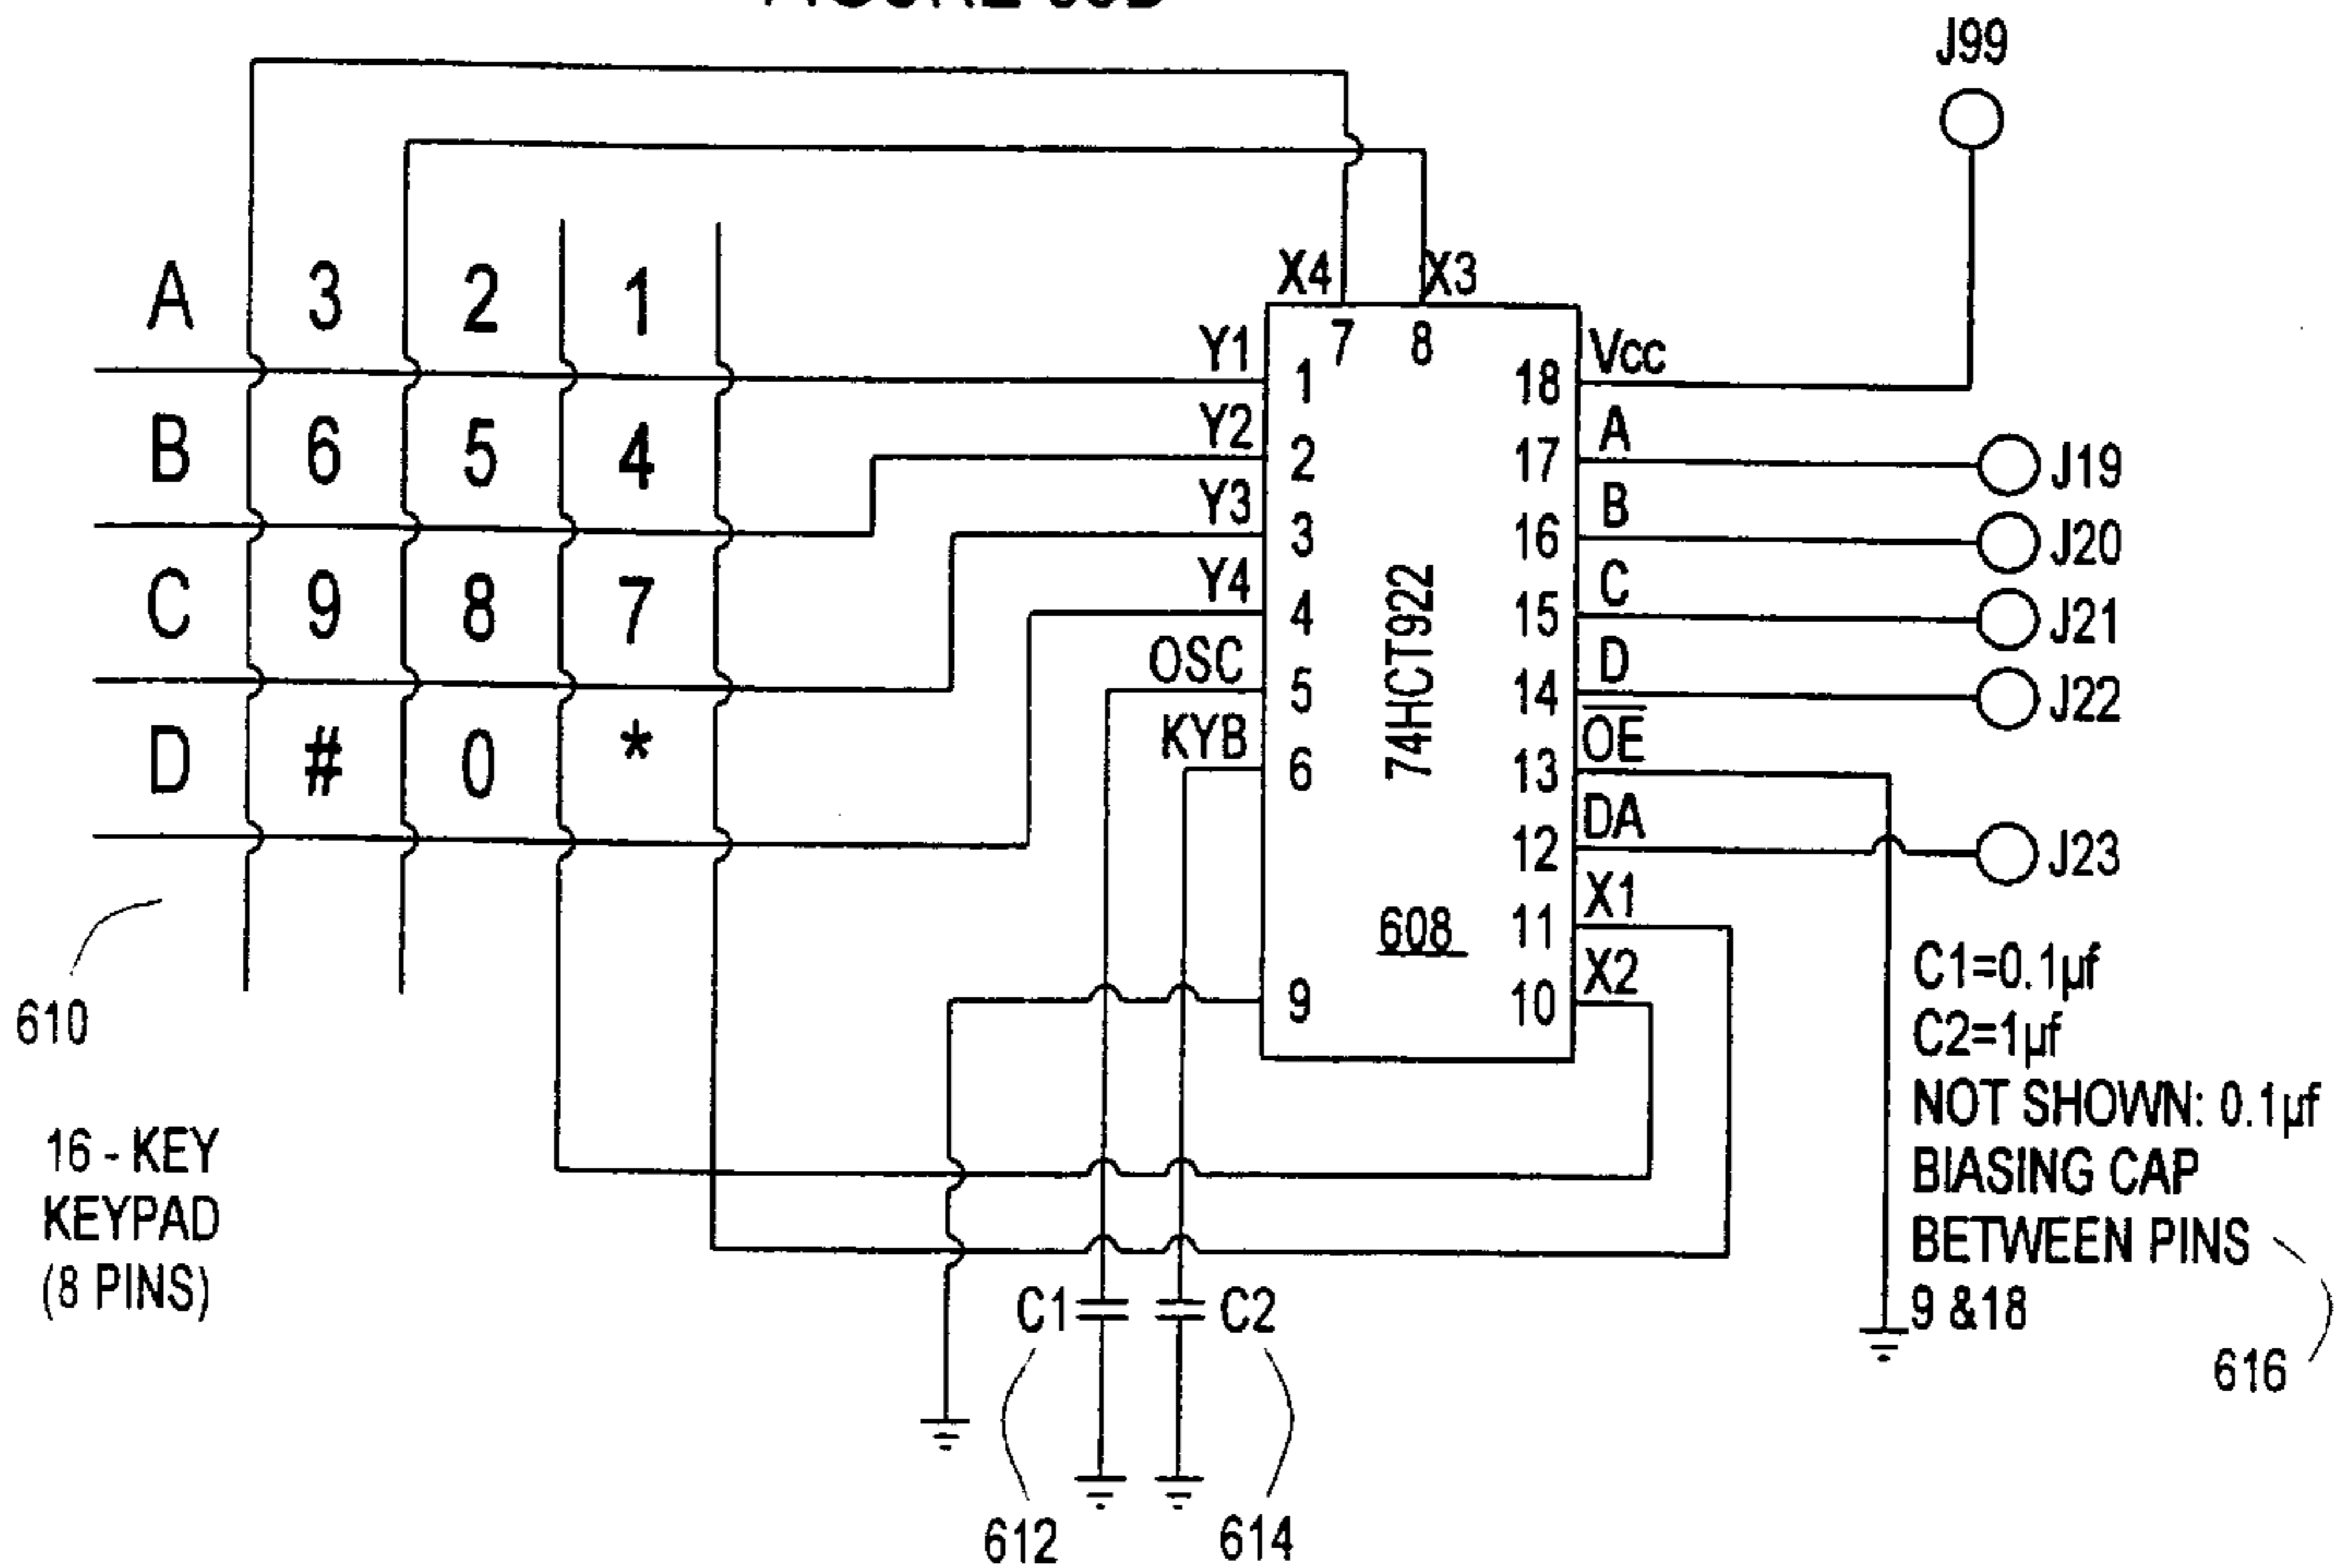 J99
A 3 2 1
B 6 5 4
C 9 8 7
D # 0 *
X4 X3
7 8
Y1 1
Y2 2
Y3 3
Y4 4
OSC 5
KYB 6
9
74HCT922
608
18 Vcc
17 A J19
16 B J20
15 C J21
14 D J22
13 OE
12 DA J23
11 X1
10 X2
610
16 - KEY
KEYPAD
(8 PINS)
C1 C2
612 614
C1=0.1µf
C2=1µf
NOT SHOWN: 0.1µf
BIASING CAP
BETWEEN PINS
9 &18
616